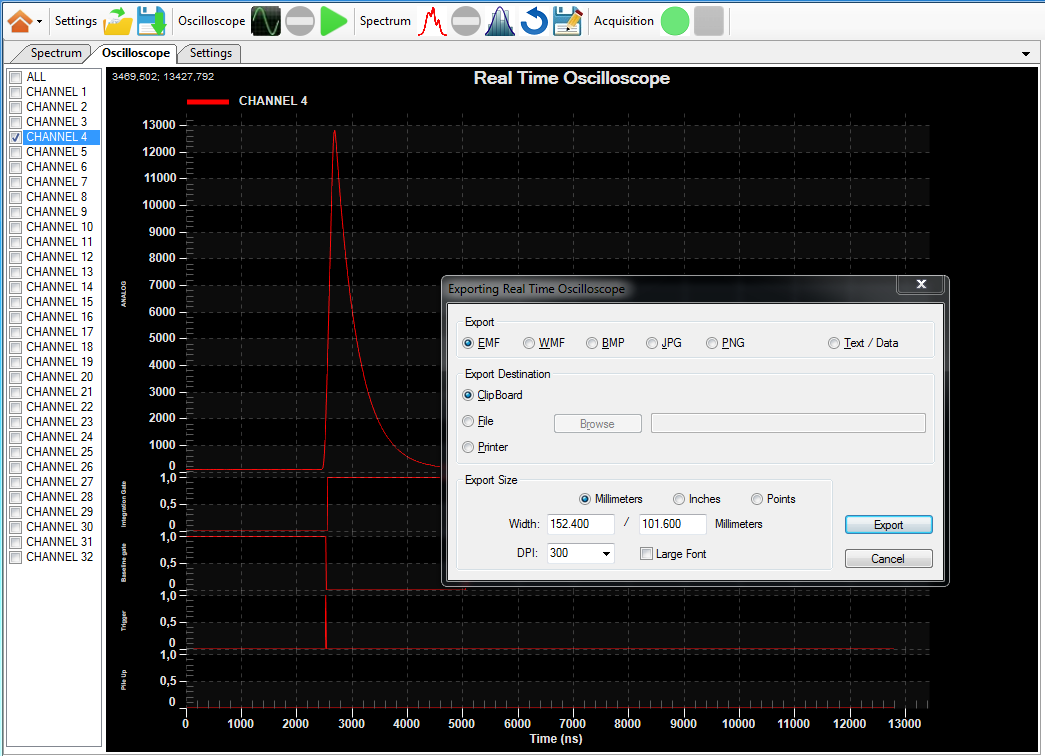 Settings Oscilloscope Spectrum Acquisition
Spectrum Oscilloscope Settings
ALL
CHANNEL 1
CHANNEL 2
CHANNEL 3
CHANNEL 4
CHANNEL 5
CHANNEL 6
CHANNEL 7
CHANNEL 8
CHANNEL 9
CHANNEL 10
CHANNEL 11
CHANNEL 12
CHANNEL 13
CHANNEL 14
CHANNEL 15
CHANNEL 16
CHANNEL 17
CHANNEL 18
CHANNEL 19
CHANNEL 20
CHANNEL 21
CHANNEL 22
CHANNEL 23
CHANNEL 24
CHANNEL 25
CHANNEL 26
CHANNEL 27
CHANNEL 28
CHANNEL 29
CHANNEL 30
CHANNEL 31
CHANNEL 32
3469,502; 13427,792
Real Time Oscilloscope
CHANNEL 4
13000
12000
11000
10000
9000
8000
7000
6000
5000
4000
3000
2000
1000
0
ANALOG
1,0
0,5
0
Integration Gate
1,0
0,5
0
Baseline gate
1,0
0,5
0
Trigger
1,0
0,5
0
Pile Up
0 1000 2000 3000 4000 5000 6000 7000 8000 9000 10000 11000 12000 13000
Time (ns)
Exporting Real Time Oscilloscope
Export
EMF WMF BMP JPG PNG Text / Data
Export Destination
ClipBoard
File Browse
Printer
Export Size
Millimeters Inches Points
Width: 152.400 / 101.600 Millimeters
DPI: 300 Large Font
Export
Cancel